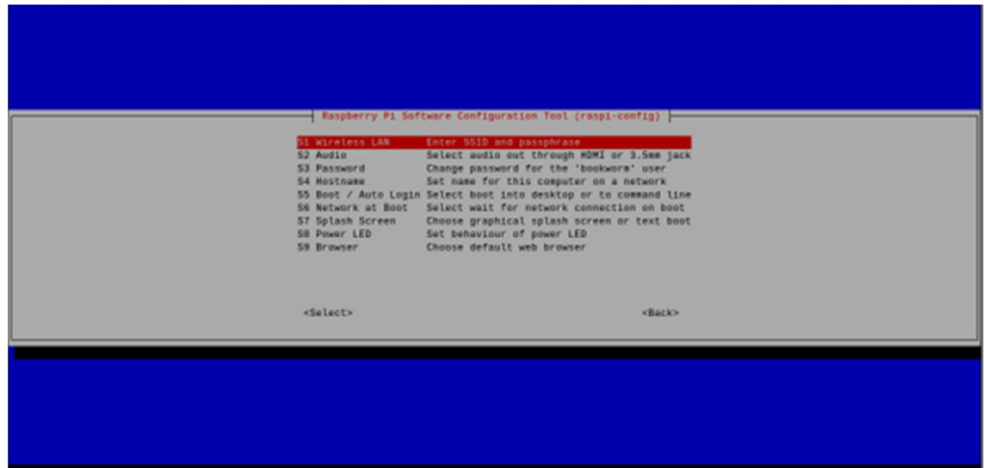 Raspberry Pi Software Configuration Tool (raspi-config)
S1 Wireless LAN Enter SSID and passphrase
S2 Audio Select audio out through HDMI or 3.5mm jack
S3 Password Change password for the 'bookworm' user
S4 Hostname Set name for this computer on a network
S5 Boot / Auto Login Select boot into desktop or to command line
S6 Network at Boot Select wait for network connection on boot
S7 Splash Screen Choose graphical splash screen or text boot
S8 Power LED Set behaviour of power LED
S9 Browser Choose default web browser
<Select> <Back>